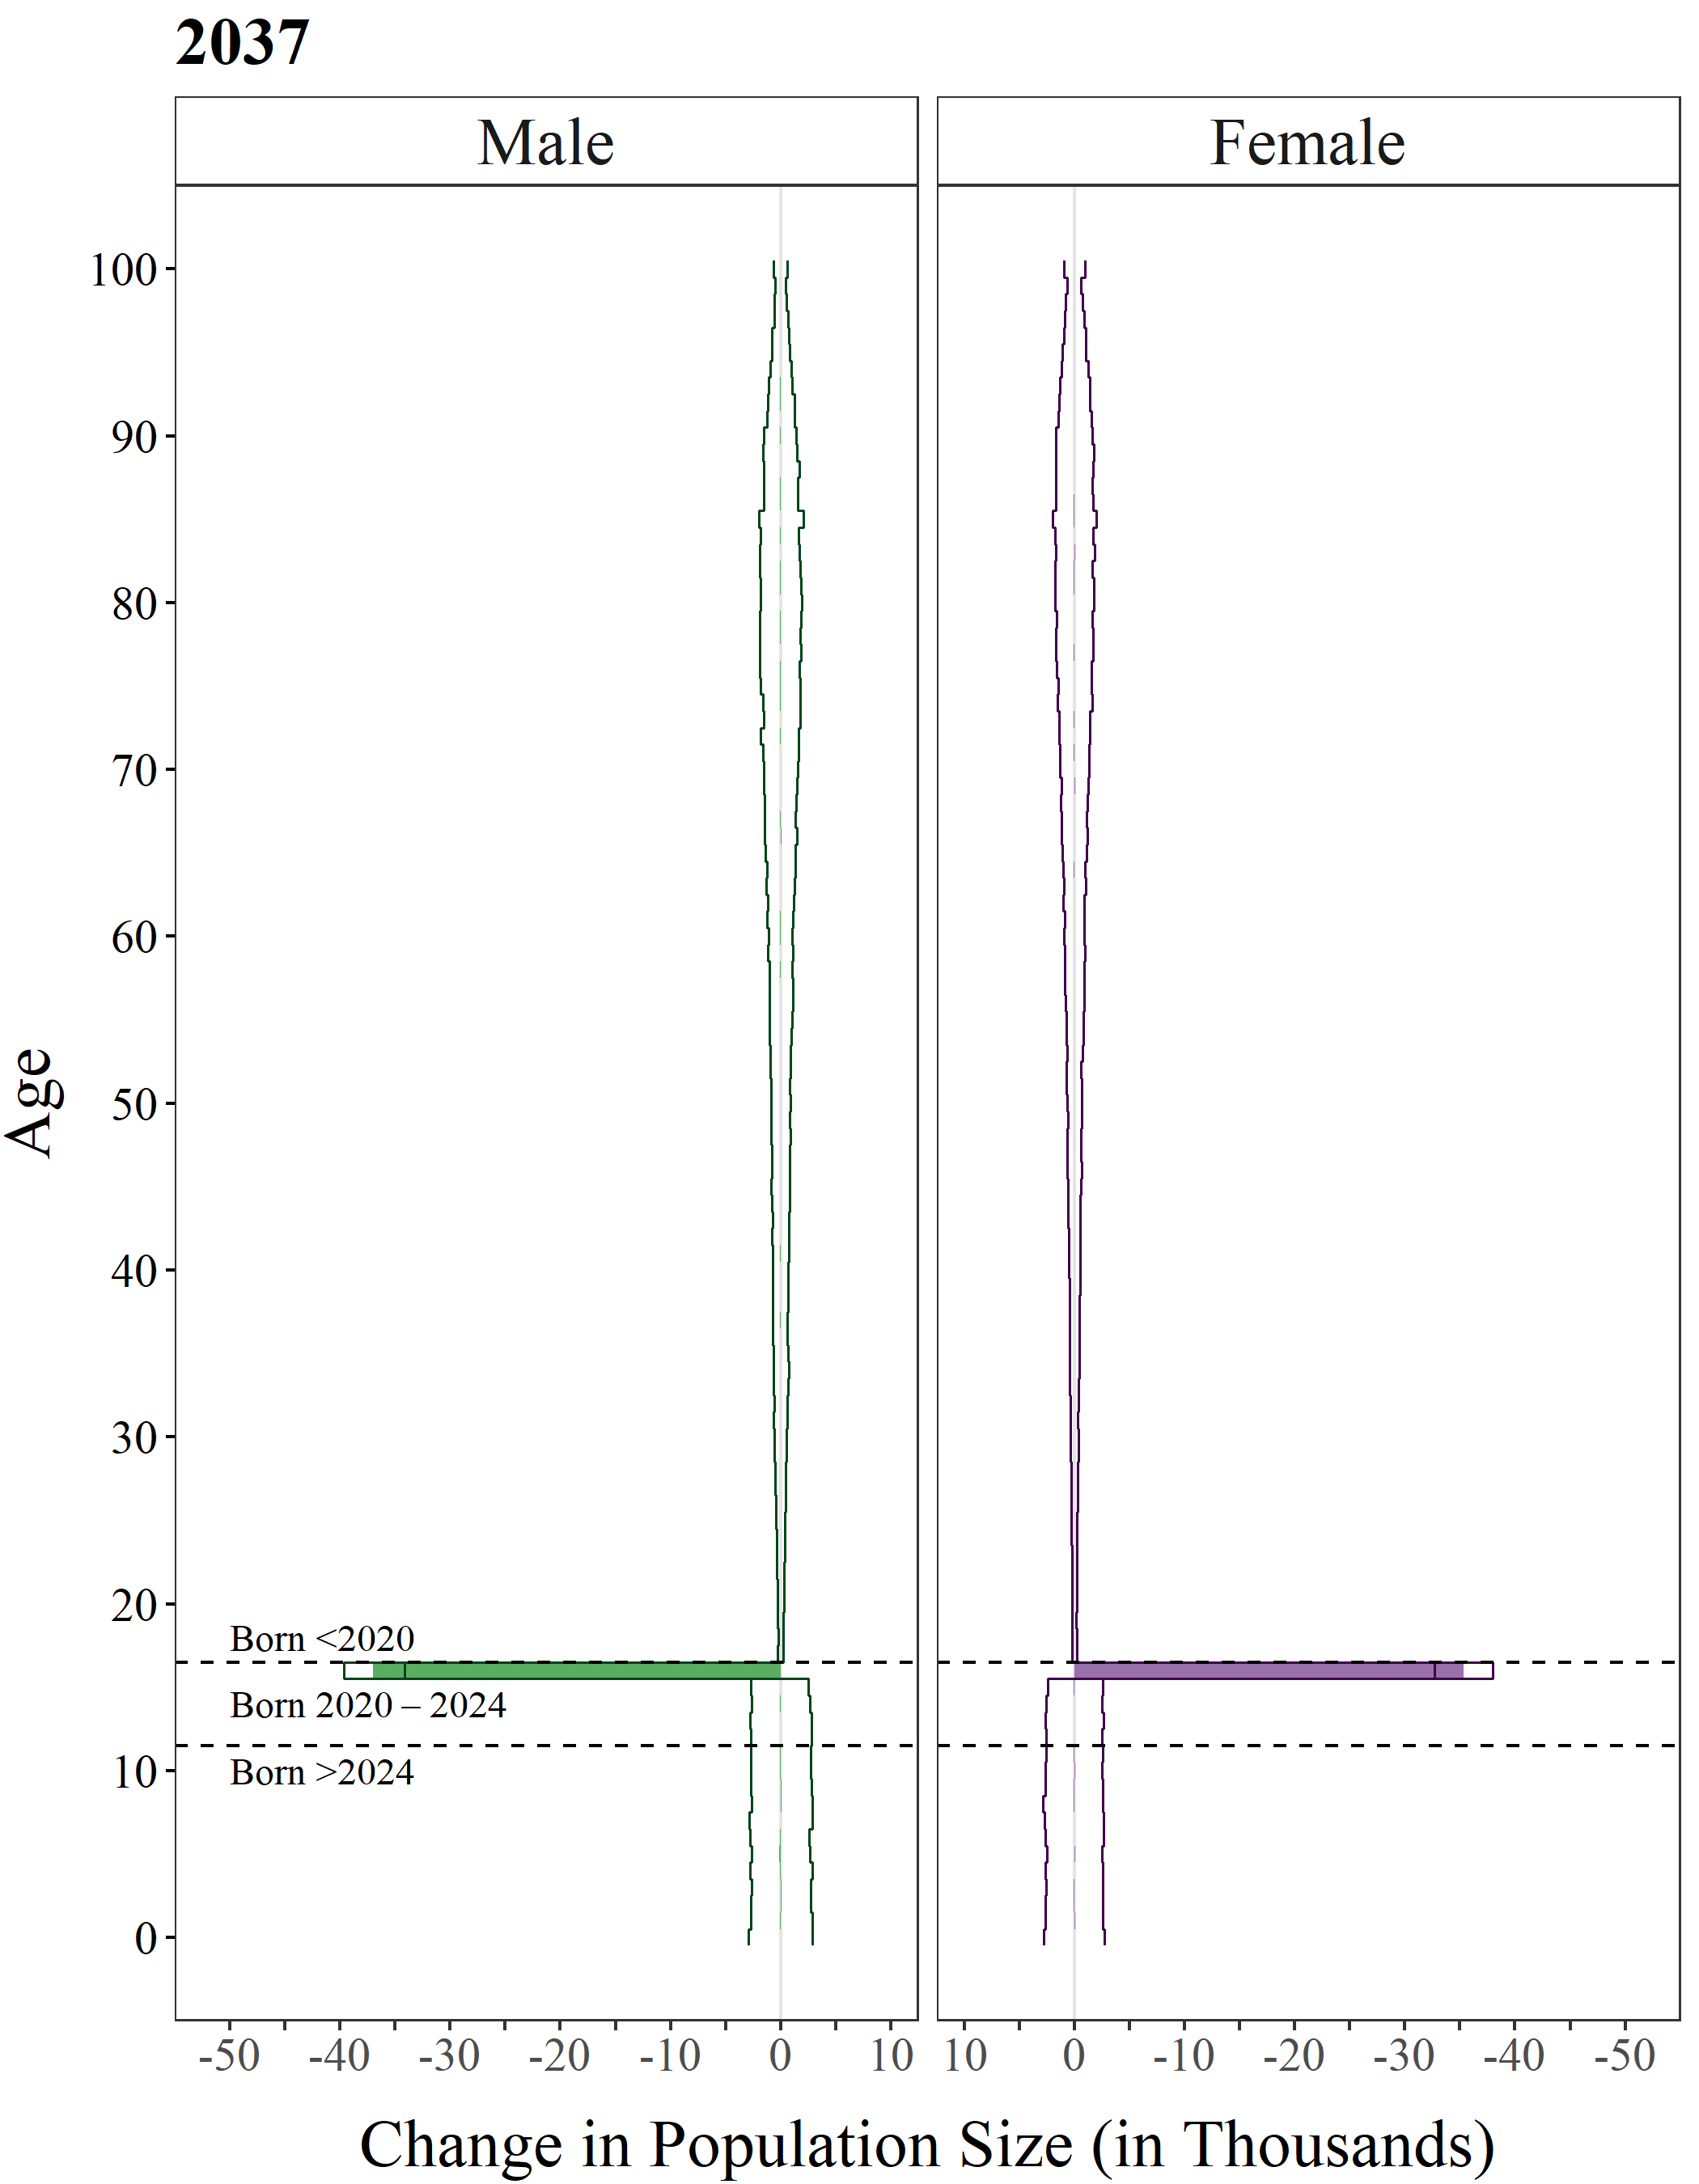 2037
Male Female
100
90
80
70
60
50
40
30
20
Born <2020
Born 2020 – 2024
10
Born >2024
0
Age
-50 -40 -30 -20 -10 0 10 10 0 -10 -20 -30 -40 -50
Change in Population Size (in Thousands)